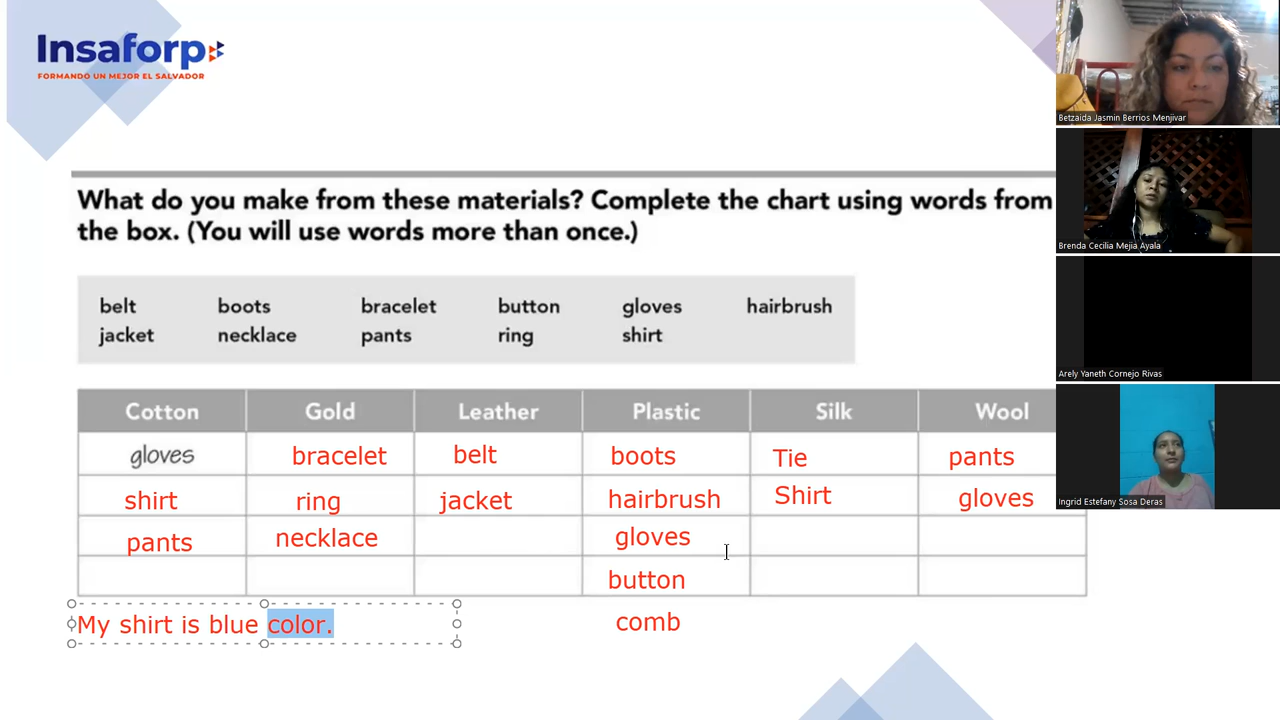 Insaforp
FORMANDO UN MEJOR EL SALVADOR
What do you make from these materials? Complete the chart using words from
the box. (You will use words more than once.)
belt boots bracelet button gloves hairbrush
jacket necklace pants ring shirt
Cotton Gold Leather Plastic Silk Wool
gloves bracelet belt boots Tie pants
shirt ring jacket hairbrush Shirt gloves
pants necklace gloves
button
My shirt is blue color. comb
Betzaida Jasmin Berrios Menjivar
Brenda Cecilia Mejia Ayala
Arely Yaneth Cornejo Rivas
Ingrid Estefany Sosa Deras